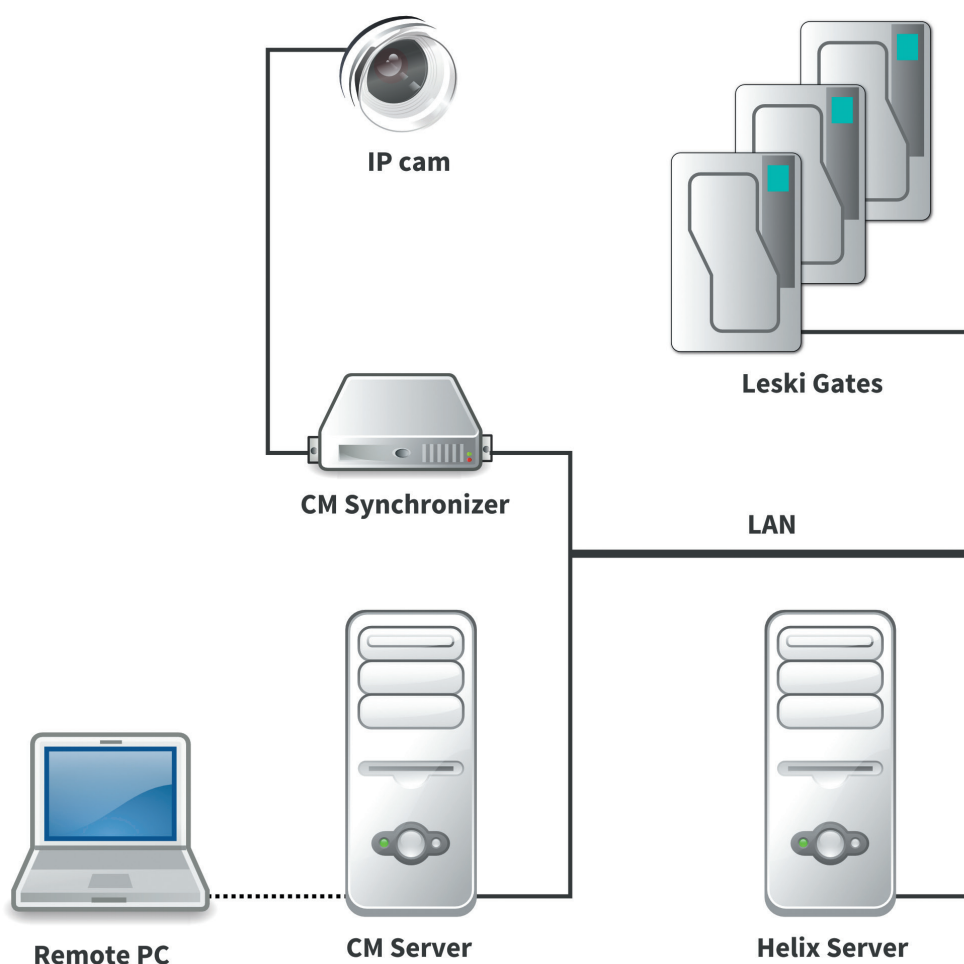 IP cam
Leski Gates
CM Synchronizer
LAN
Remote PC
CM Server
Helix Server